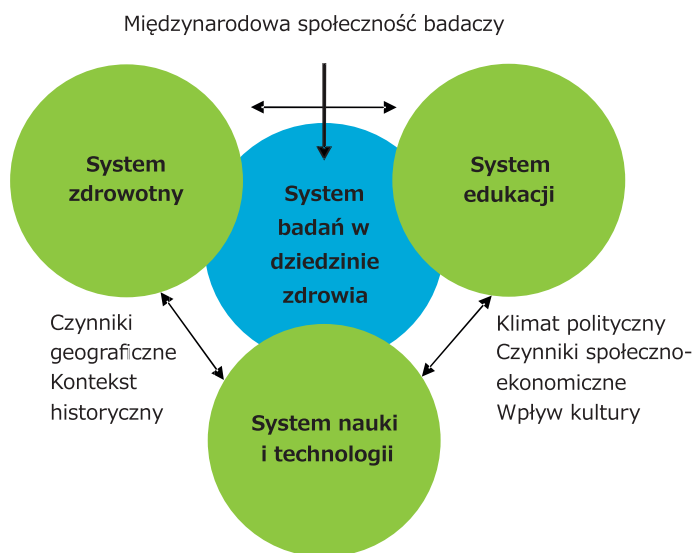 Międzynarodowa społeczność badaczy
System
zdrowotny
System
edukacji
System
badań w
dziedzinie
zdrowia
Czynniki
geograficzne
Kontekst
historyczny
Klimat polityczny
Czynniki społeczno-
ekonomiczne
Wpływ kultury
System nauki
i technologii